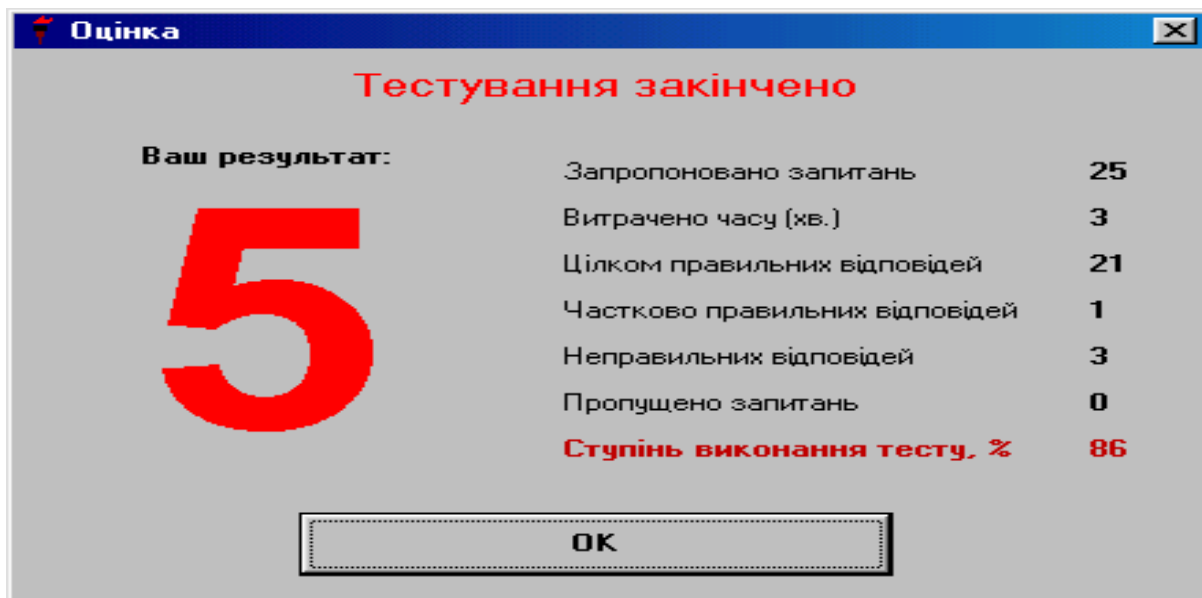 Оцінка
Тестування закінчено
Ваш результат:
5
Запропоновано запитань 25
Витрачено часу (хв.) 3
Цілком правильних відповідей 21
Частково правильних відповідей 1
Неправильних відповідей 3
Пропущено запитань 0
Ступінь виконання тесту, % 86
OK